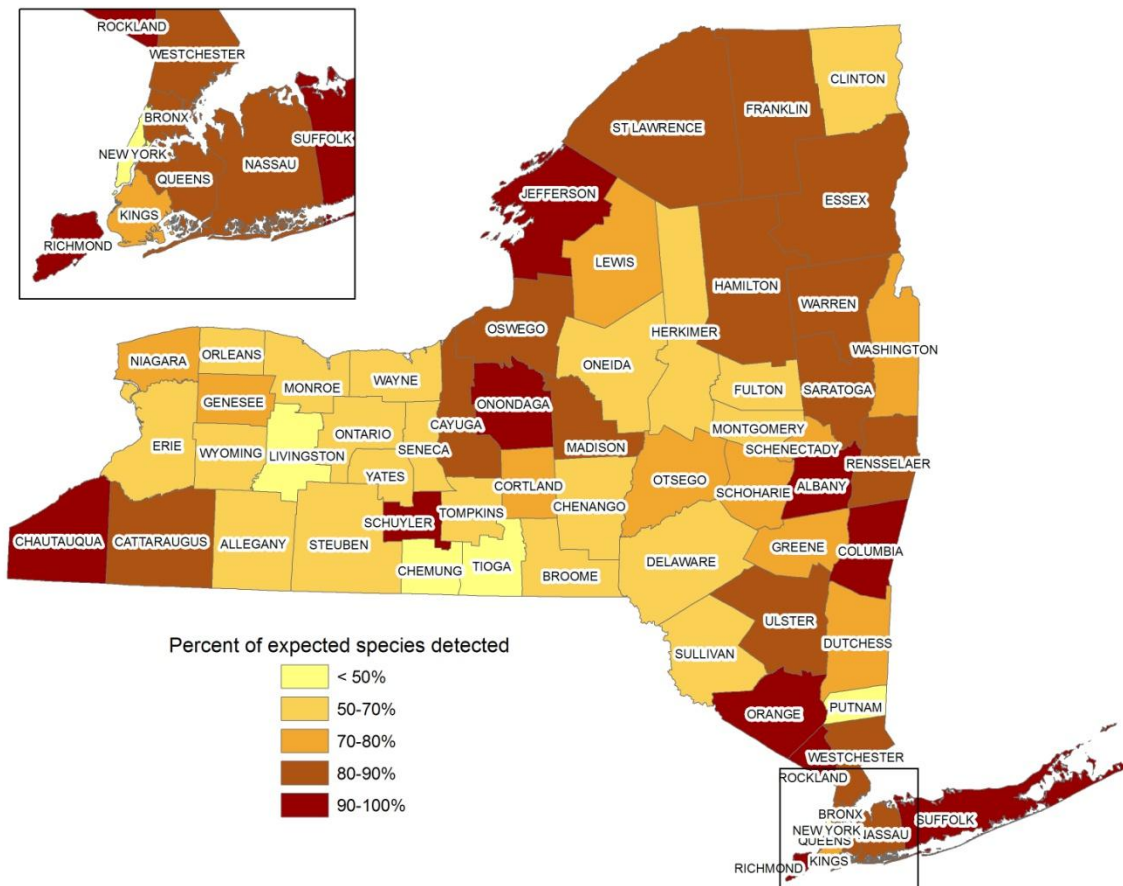 ROCKLAND
WESTCHESTER
BRONX
NEW YORK
QUEENS
NASSAU
SUFFOLK
KINGS
RICHMOND
CLINTON
FRANKLIN
ST LAWRENCE
ESSEX
JEFFERSON
LEWIS
HAMILTON
WARREN
HERKIMER
OSWEGO
ONEIDA
WASHINGTON
NIAGARA
ORLEANS
MONROE
WAYNE
FULTON
SARATOGA
GENESEE
ONONDAGA
CAYUGA
MONTGOMERY
ONTARIO
SENECA
MADISON
SCHENECTADY
ERIE
WYOMING
LIVINGSTON
YATES
CORTLAND
OTSEGO
SCHOHARIE
ALBANY
RENSSELAER
CHENANGO
TOMPKINS
SCHUYLER
CHAUTAUQUA
CATTARAUGUS
ALLEGANY
STEUBEN
CHEMUNG
TIOGA
BROOME
DELAWARE
GREENE
COLUMBIA
ULSTER
DUTCHESS
SULLIVAN
PUTNAM
ORANGE
WESTCHESTER
ROCKLAND
BRONX
NEW YORK
QUEENS
NASSAU
SUFFOLK
KINGS
RICHMOND
Percent of expected species detected
< 50%
50-70%
70-80%
80-90%
90-100%